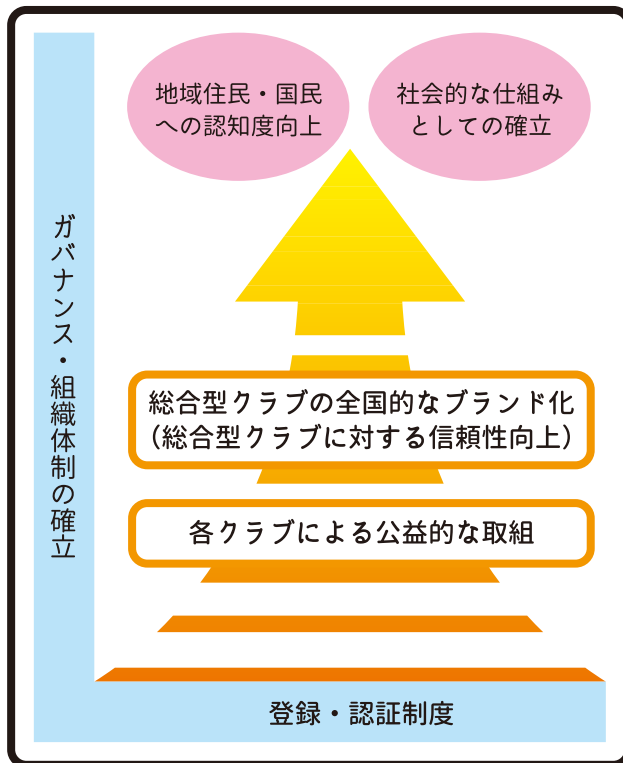 地域住民・国民
への認知度向上
社会的な仕組み
としての確立
ガバナンス・組織体制の確立
総合型クラブの全国的なブランド化
（総合型クラブに対する信頼性向上）
各クラブによる公益的な取組
登録・認証制度